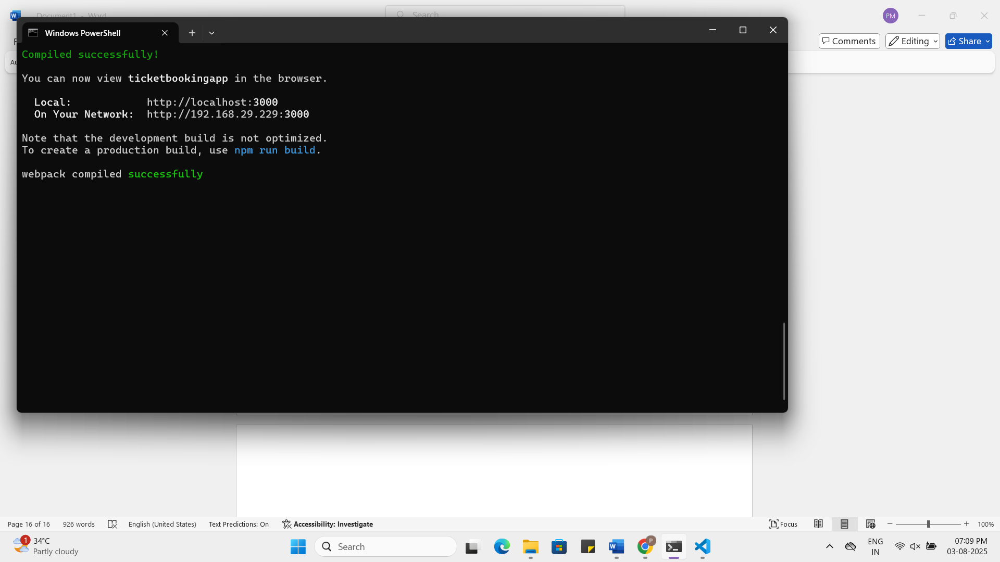 Document1 - Word
Search
PM
Windows PowerShell
Comments
Editing
Share
Compiled successfully!
You can now view ticketbookingapp in the browser.
Local: http://localhost:3000
On Your Network: http://192.168.29.229:3000
Note that the development build is not optimized.
To create a production build, use npm run build.
webpack compiled successfully
Page 16 of 16 926 words English (United States) Text Predictions: On Accessibility: Investigate Focus 100%
1
34°C
Partly cloudy
Search
P
ENG
IN
07:09 PM
03-08-2025